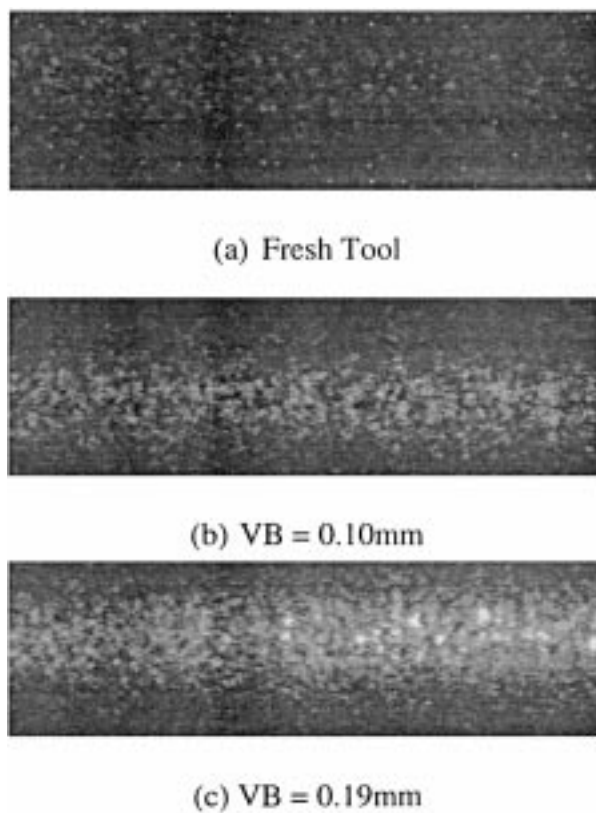 (a) Fresh Tool
(b) VB = 0.10mm
(c) VB = 0.19mm